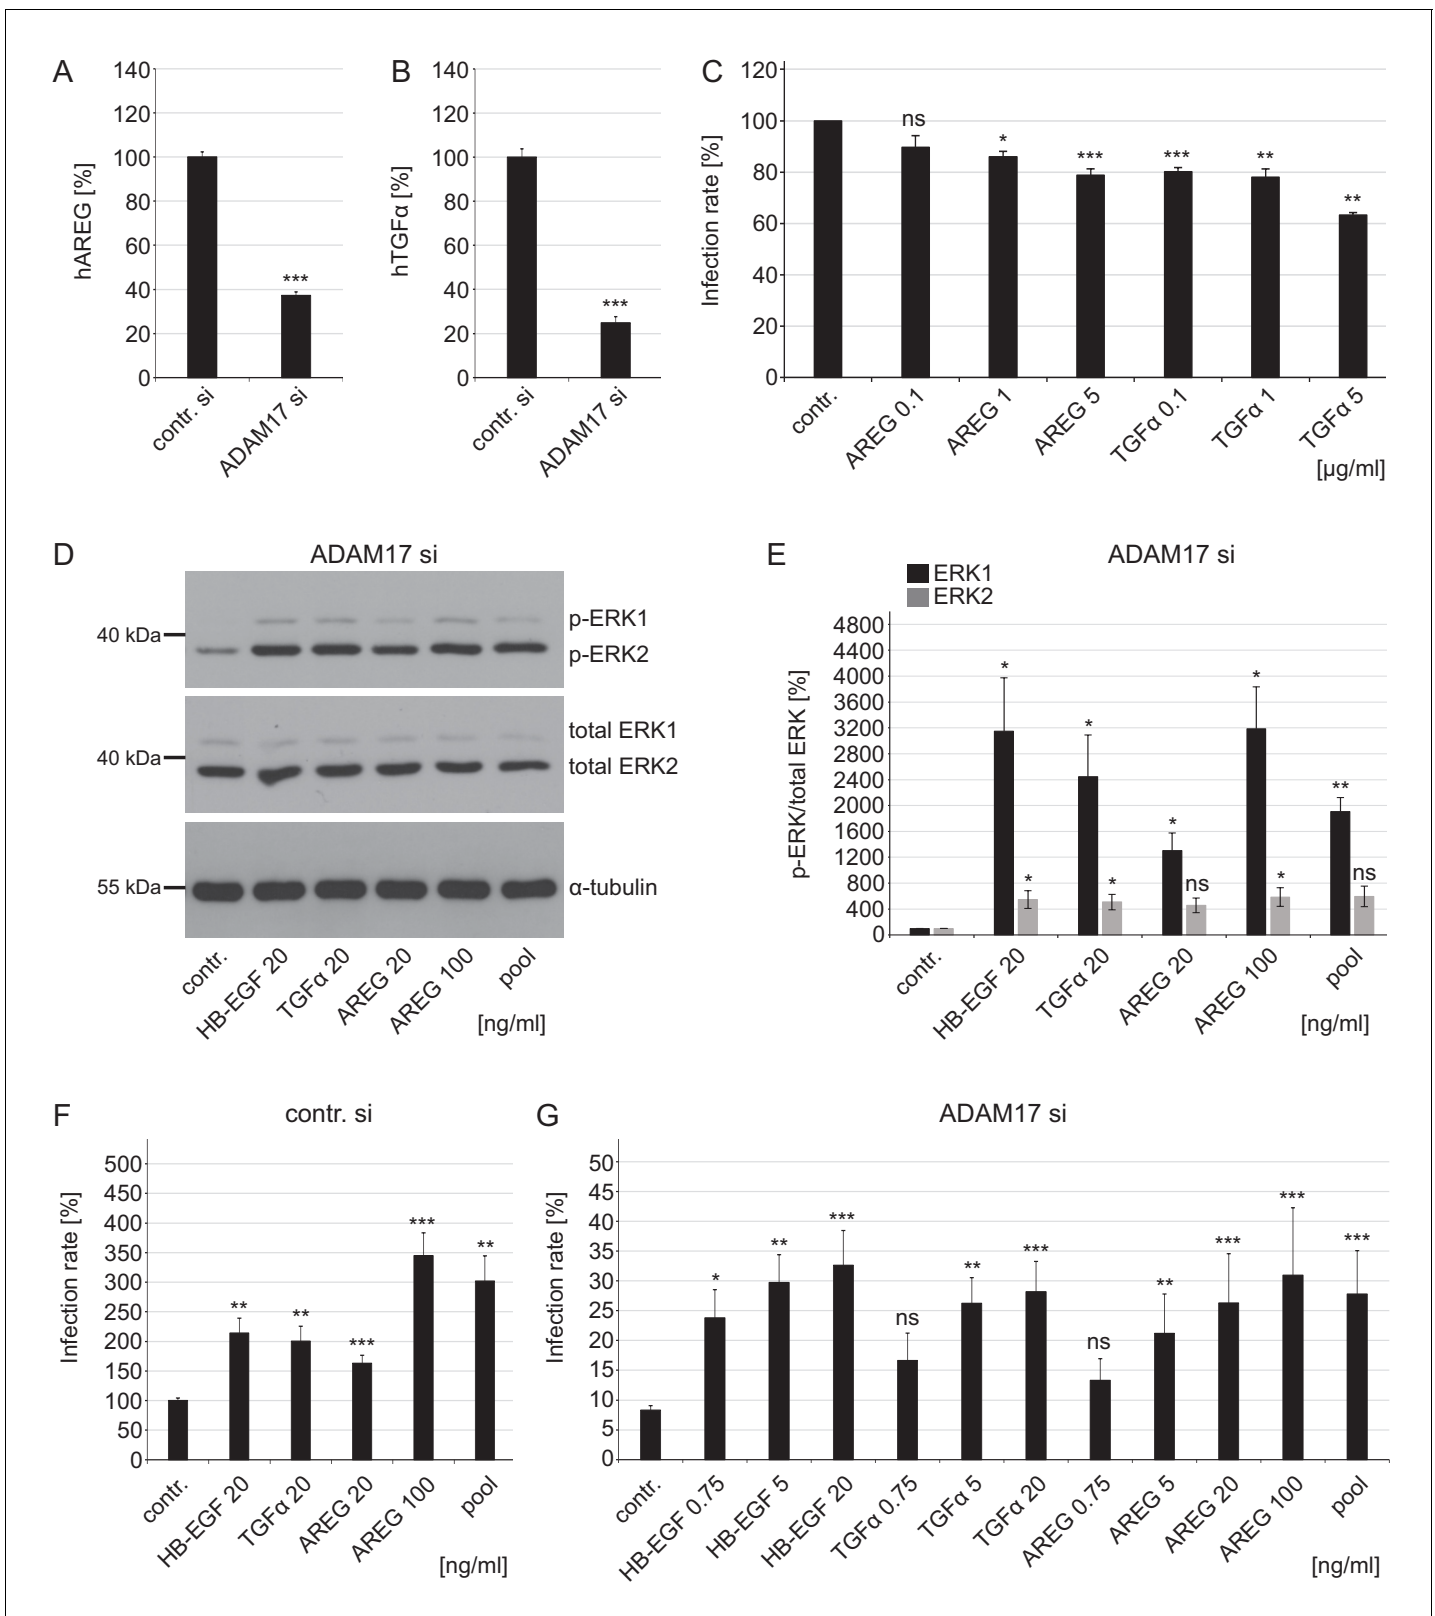 A
140
120
100
80
60
40
20
0
hAREG [%]
***
contr. si
ADAM17 si
B
140
120
100
80
60
40
20
0
hTGFα [%]
***
contr. si
ADAM17 si
C
120
100
80
60
40
20
0
Infection rate [%]
ns
*
***
***
**
**
contr.
AREG 0.1
AREG 1
AREG 5
TGFα 0.1
TGFα 1
TGFα 5
[µg/ml]
D
ADAM17 si
40 kDa
p-ERK1
p-ERK2
40 kDa
total ERK1
total ERK2
55 kDa
α-tubulin
contr.
HB-EGF 20
TGFα 20
AREG 20
AREG 100
pool
[ng/ml]
E
ADAM17 si
ERK1
ERK2
4800
4400
4000
3600
3200
2800
2400
2000
1600
1200
800
400
0
p-ERK/total ERK [%]
*
*
*
*
*
ns
*
*
**
ns
contr.
HB-EGF 20
TGFα 20
AREG 20
AREG 100
pool
[ng/ml]
F
contr. si
500
450
400
350
300
250
200
150
100
50
0
Infection rate [%]
**
**
***
***
**
contr.
HB-EGF 20
TGFα 20
AREG 20
AREG 100
pool
[ng/ml]
G
ADAM17 si
50
45
40
35
30
25
20
15
10
5
0
Infection rate [%]
*
**
***
ns
**
***
ns
**
***
***
***
contr.
HB-EGF 0.75
HB-EGF 5
HB-EGF 20
TGFα 0.75
TGFα 5
TGFα 20
AREG 0.75
AREG 5
AREG 20
AREG 100
pool
[ng/ml]